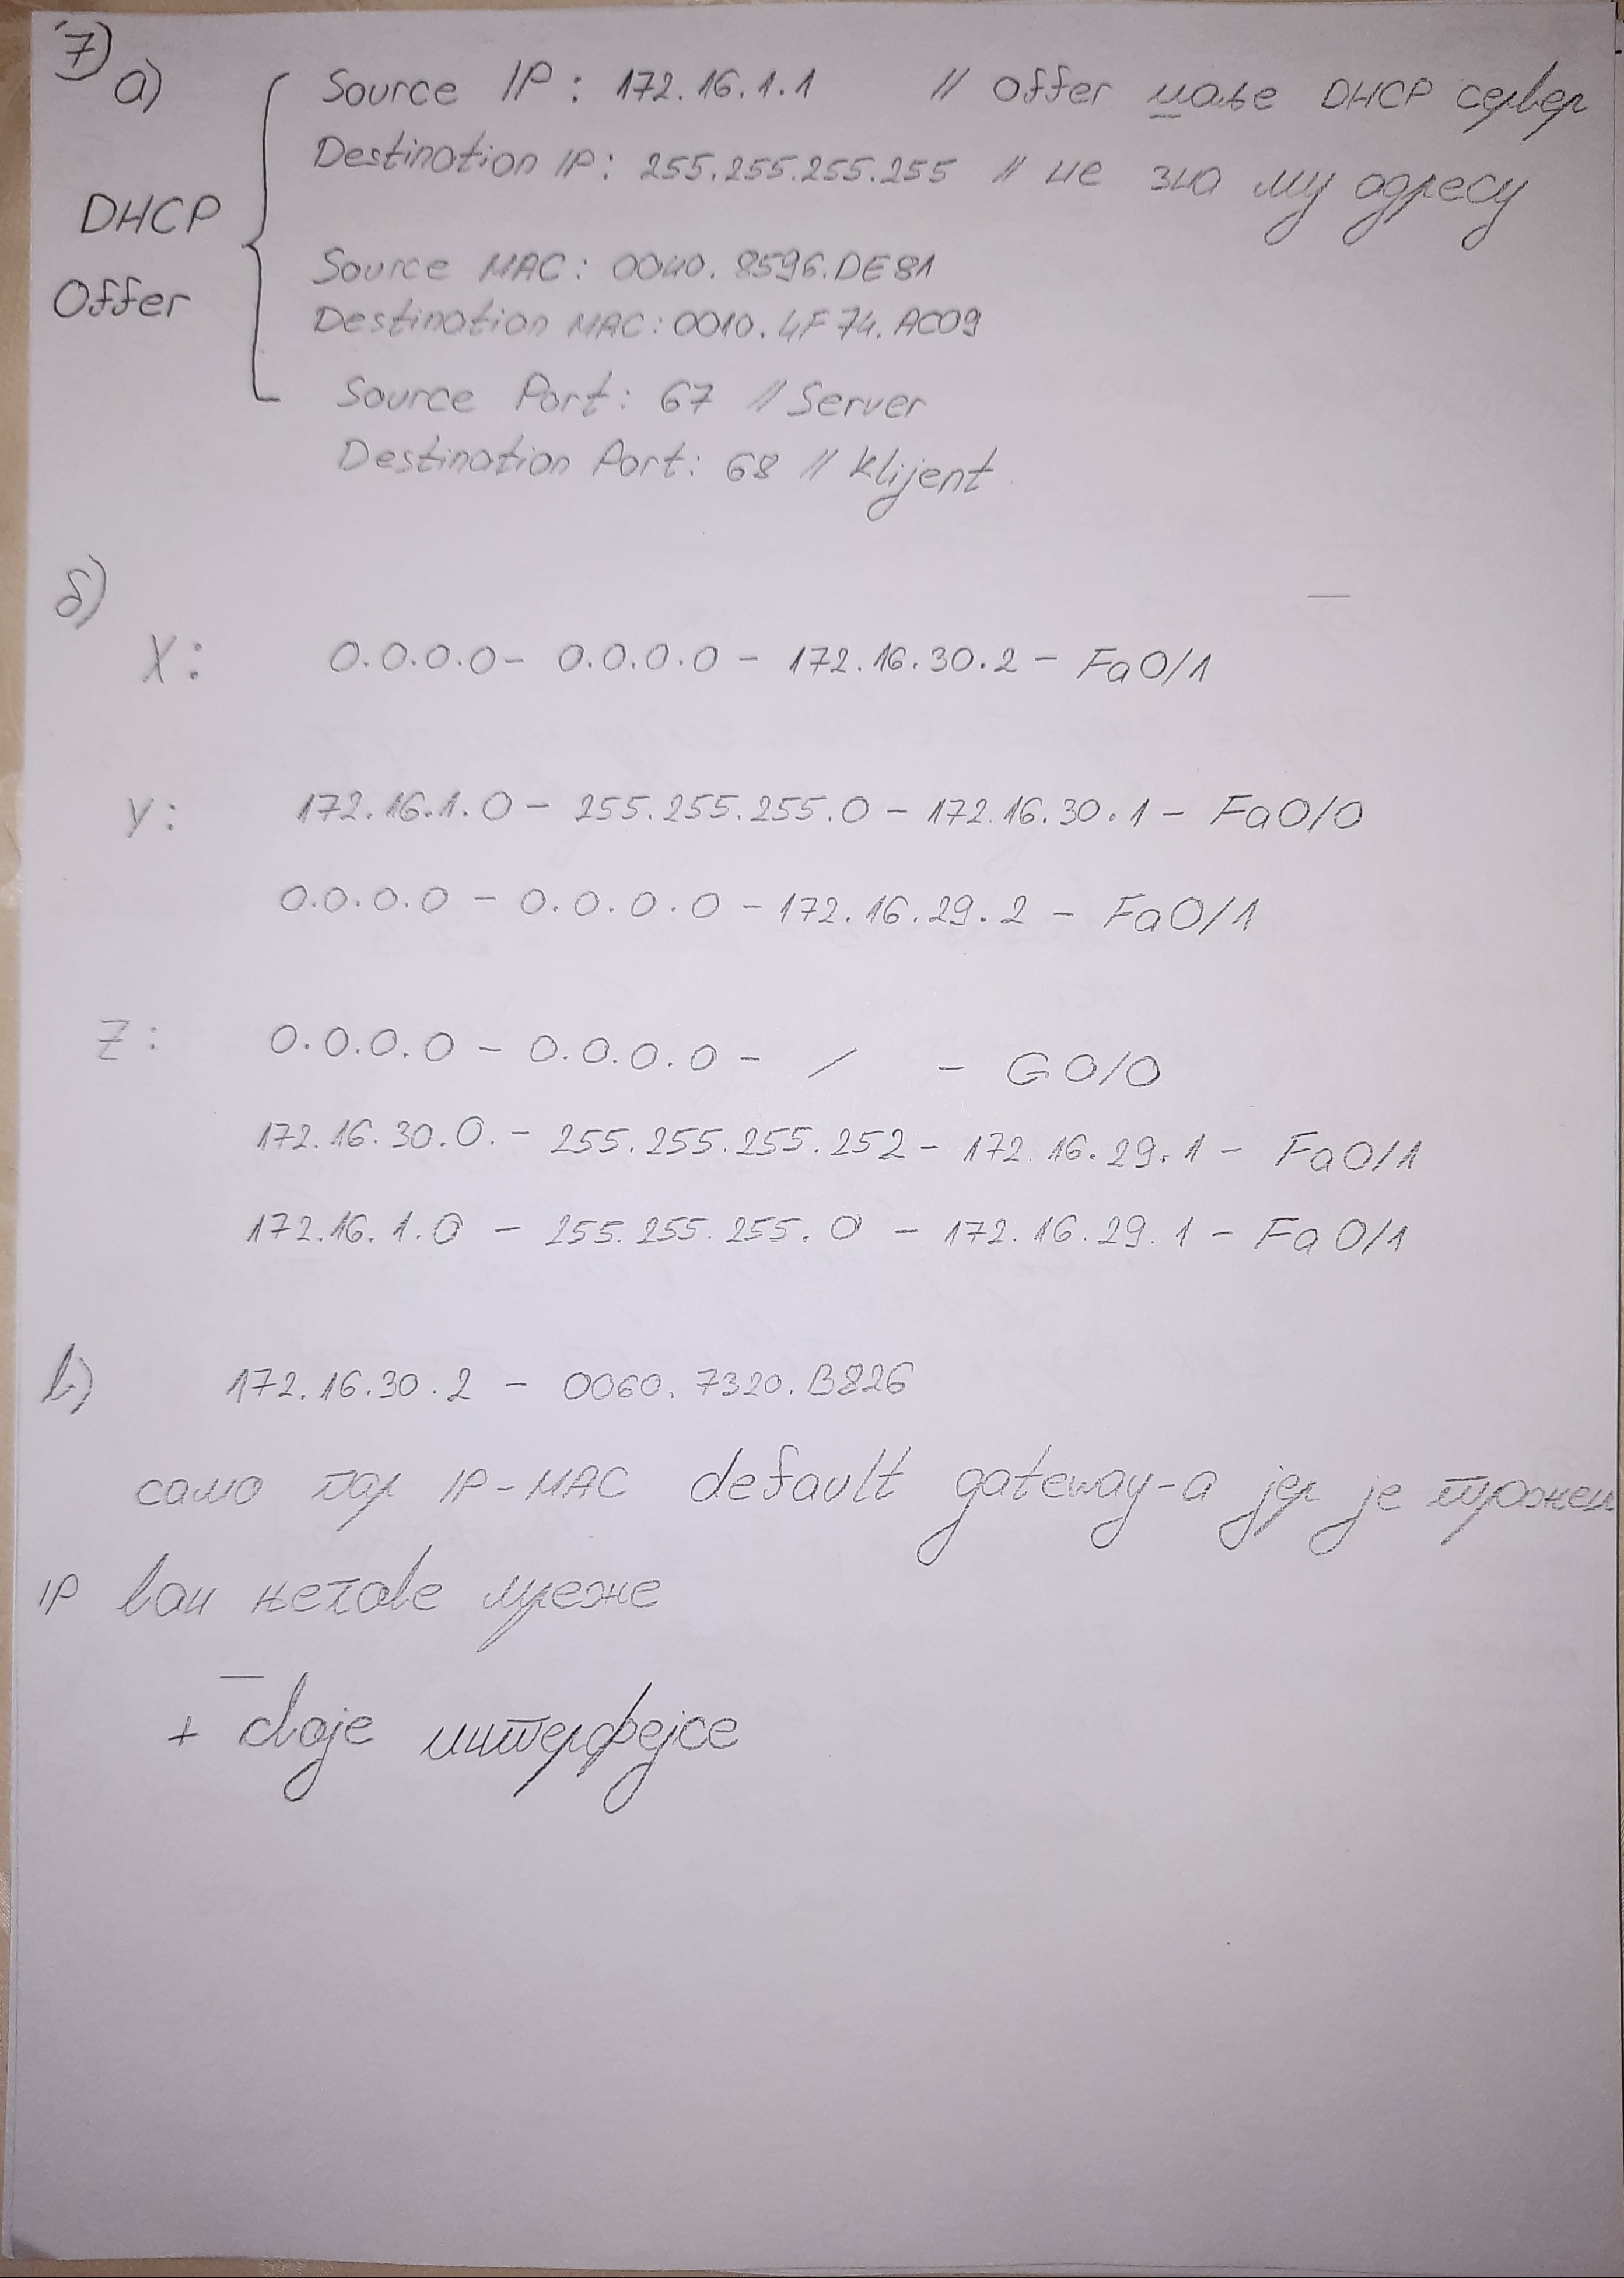 7) а)
Source IP: 172.16.1.1 // Offer шаље DHCP сервер
Destination IP: 255.255.255.255 // не зна му адресу
DHCP
Offer
Source MAC: 0040.8596.DE81
Destination MAC: 0010.4F74.AC09
Source Port: 67 // Server
Destination Port: 68 // Klijent
б)
X: 0.0.0.0 - 0.0.0.0 - 172.16.30.2 - Fa0/1
Y: 172.16.1.0 - 255.255.255.0 - 172.16.30.1 - Fa0/0
0.0.0.0 - 0.0.0.0 - 172.16.29.2 - Fa0/1
Z: 0.0.0.0 - 0.0.0.0 - / - G0/0
172.16.30.0. - 255.255.255.252 - 172.16.29.1 - Fa0/1
172.16.1.0 - 255.255.255.0 - 172.16.29.1 - Fa0/1
в) 172.16.30.2 - 0060.7320.B826
само пар IP-MAC default gateway-а јер је тражен
IP ван његове мреже
+ своје интерфејсе